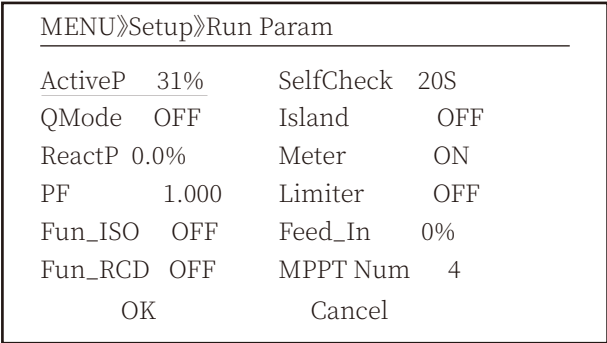 MENU》Setup》Run Param
ActiveP 31% SelfCheck 20S
QMode OFF Island OFF
ReactP 0.0% Meter ON
PF 1.000 Limiter OFF
Fun_ISO OFF Feed_In 0%
Fun_RCD OFF MPPT Num 4
OK Cancel